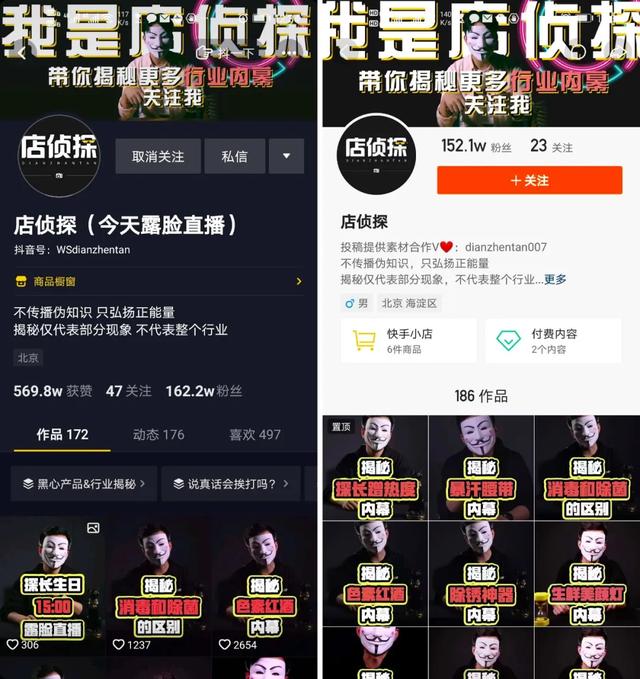 我是店侦探
抖一下
带你揭秘更多行业内幕
关注我
店侦探
DIANZHENTAN
取消关注
私信
店侦探（今天露脸直播）
抖音号：WSdianzhentan
商品橱窗
不传播伪知识 只弘扬正能量
揭秘仅代表部分现象 不代表整个行业
北京
569.8w 获赞 47 关注 162.2w 粉丝
作品 172 动态 176 喜欢 497
黑心产品&行业揭秘
说真话会挨打吗？
探长生日
15:00
露脸直播
306
揭秘
消毒和除菌
的区别
1237
揭秘
色素红酒
内幕
2654
我是店侦探
带你揭秘更多行业内幕
关注我
店侦探
DIANZHENTAN
152.1w 粉丝 23 关注
+关注
店侦探
投稿提供素材合作V❤️：dianzhentan007
不传播伪知识，只弘扬正能量
揭秘仅代表部分现象，不代表整个行业...更多
男
北京 海淀区
快手小店
6件商品
付费内容
2个内容
186 作品
置顶
揭秘
探长蹭热度
内幕
揭秘
暴汗腰带
内幕
揭秘
消毒和除菌
的区别
揭秘
色素红酒
内幕
揭秘
除锈神器
内幕
揭秘
生鲜美颜灯
内幕